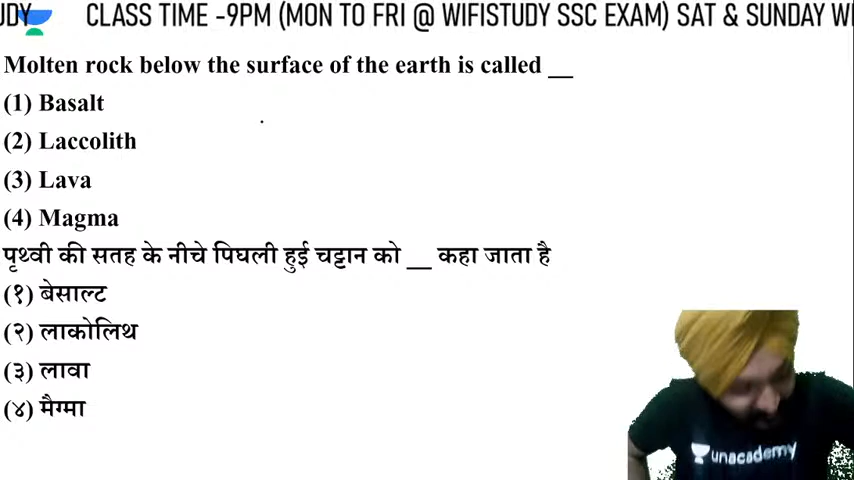 UDY CLASS TIME -9PM (MON TO FRI @ WIFISTUDY SSC EXAM) SAT & SUNDAY WI
Molten rock below the surface of the earth is called __
(1) Basalt
(2) Laccolith
(3) Lava
(4) Magma
पृथ्वी की सतह के नीचे पिघली हुई चट्टान को __ कहा जाता है
(१) बेसाल्ट
(२) लाकोलिथ
(३) लावा
(४) मैग्मा
unacademy